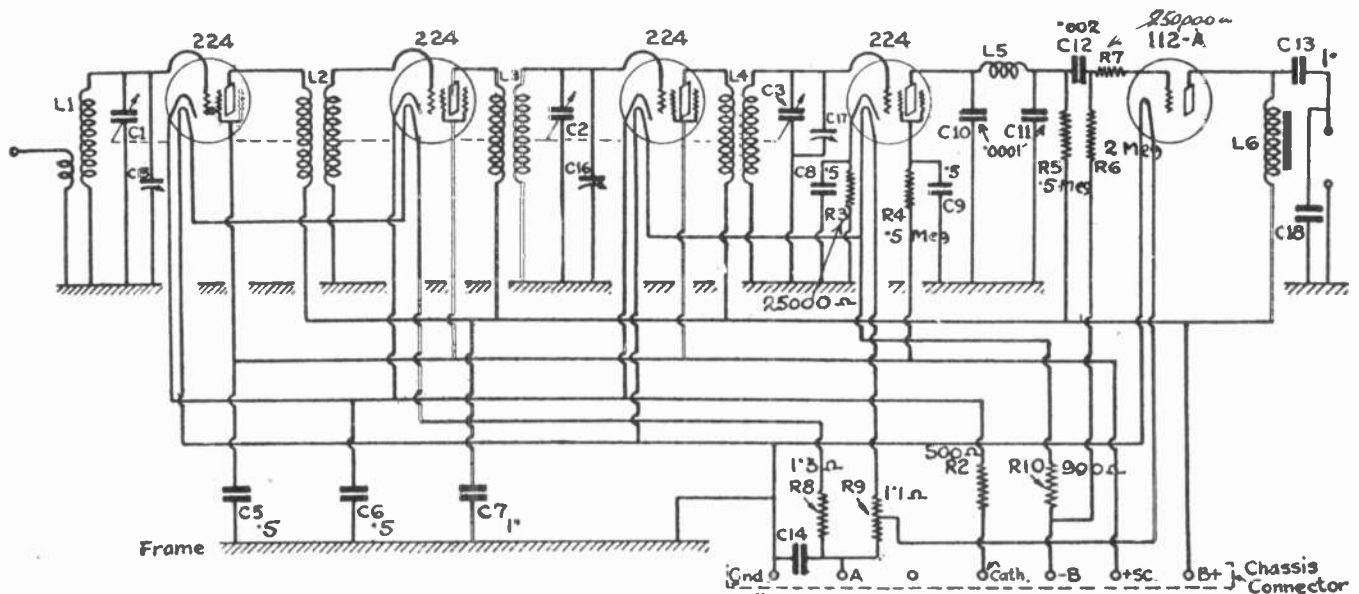 224
224
224
224
250000 ω
112-A
L1
C1
C15
L2
L3
C2
C16
L4
C3
C17
C8
.5
R3
25000 Ω
R4
.5 Meg
.5
C9
L5
C10
.0001
C11
.002
C12
R7
R5
.5 Meg
2 Meg
R6
L6
C13
1.
C18
C5
.5
C6
.5
C7
1.
Frame
1.3 Ω
R8
R9
1.1 Ω
500 Ω
R2
R10
900 Ω
C14
Gnd.
A
Cath.
-B
+Sc.
B+
Chassis
Connector